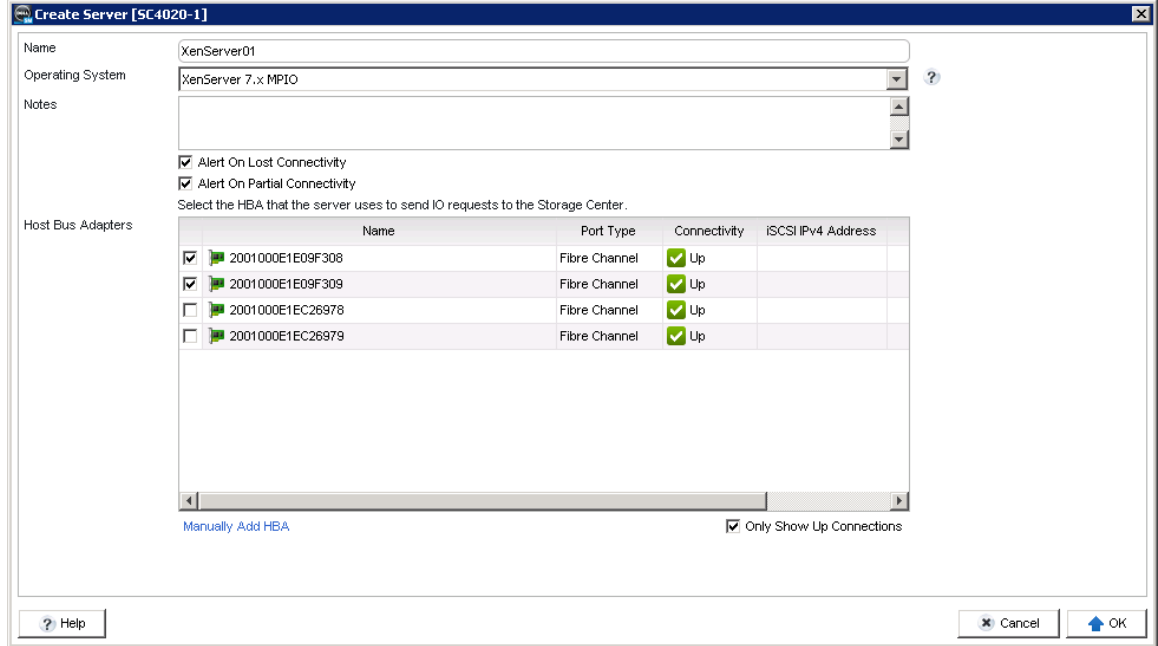 Create Server [SC4020-1]
Name
XenServer01
Operating System
XenServer 7.x MPIO
?
Notes
Alert On Lost Connectivity
Alert On Partial Connectivity
Select the HBA that the server uses to send IO requests to the Storage Center.
Host Bus Adapters
Name Port Type Connectivity iSCSI IPv4 Address
2001000E1E09F308 Fibre Channel Up
2001000E1E09F309 Fibre Channel Up
2001000E1EC26978 Fibre Channel Up
2001000E1EC26979 Fibre Channel Up
Manually Add HBA Only Show Up Connections
? Help Cancel OK